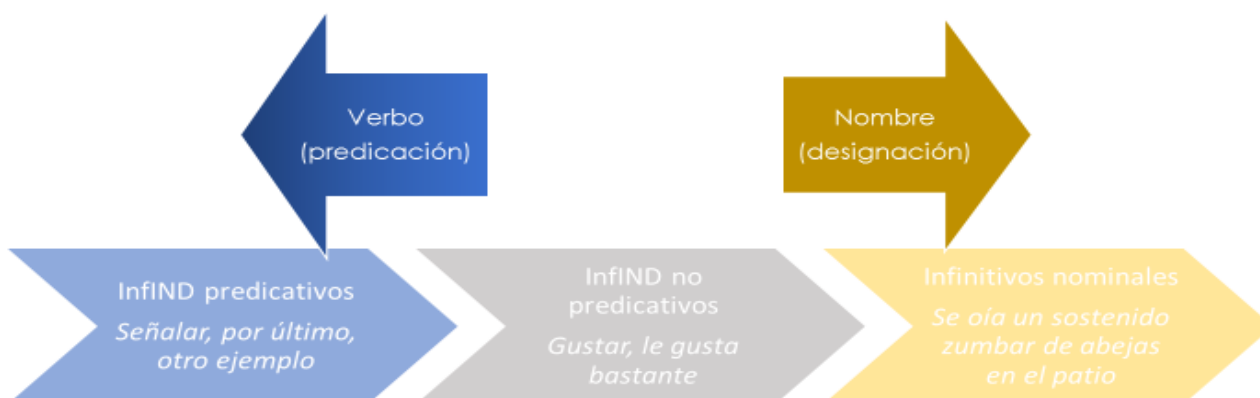 Verbo
(predicación)
Nombre
(designación)
InfIND predicativos
Señalar, por último,
otro ejemplo
InfIND no
predicativos
Gustar, le gusta
bastante
Infinitivos nominales
Se oía un sostenido
zumbar de abejas
en el patio